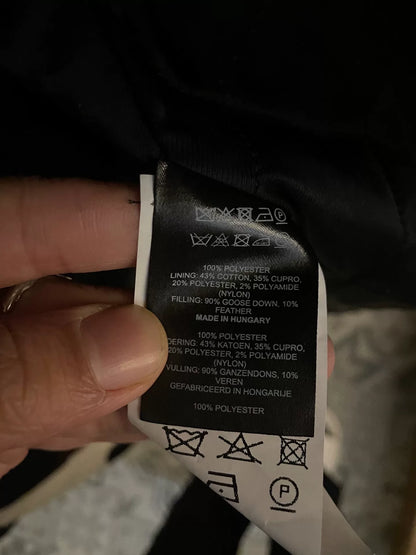 100% POLYESTER
LINING: 43% COTTON, 35% CUPRO,
20% POLYESTER, 2% POLYAMIDE
(NYLON)
FILLING: 90% GOOSE DOWN, 10%
FEATHER
MADE IN HUNGARY
100% POLYESTER
DERING: 43% KATOEN, 35% CUPRO,
20% POLYESTER, 2% POLYAMIDE
(NYLON)
VULLING: 90% GANZENDONS, 10%
VEREN
GEFABRICEERD IN HONGARIJE
100% POLYESTER
P